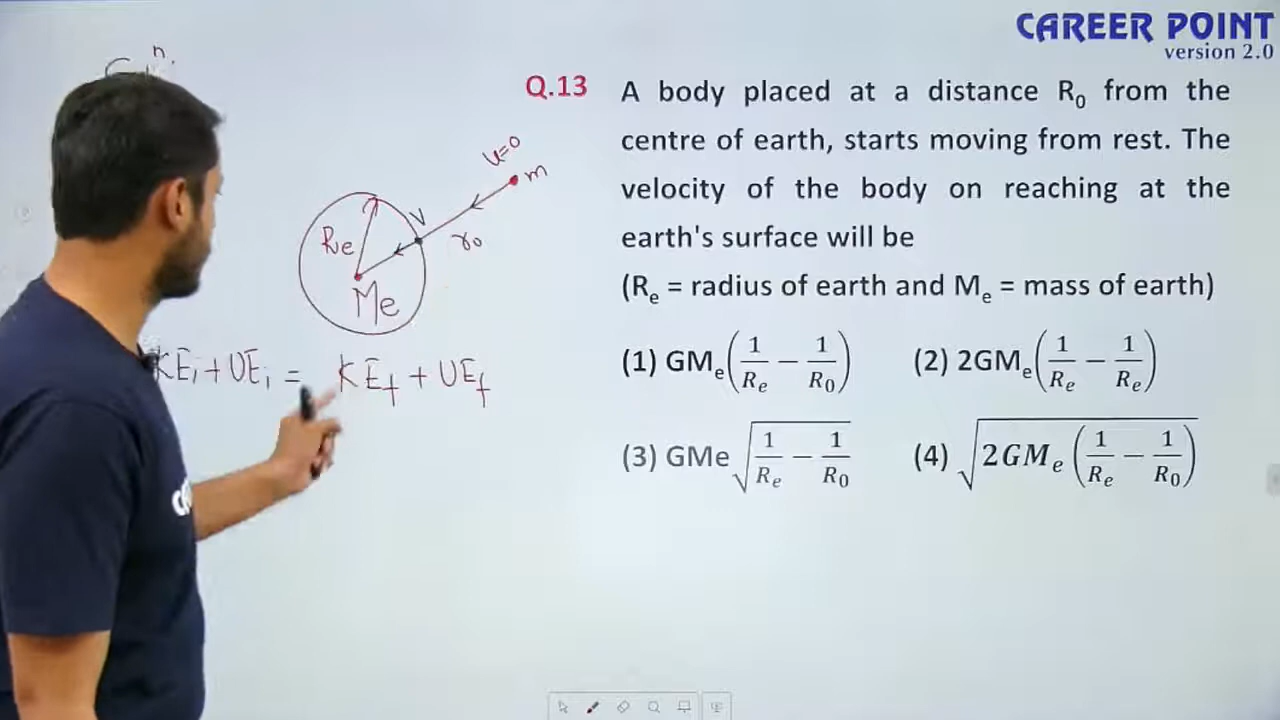 CAREER POINT
version 2.0
n.
Q.13 A body placed at a distance R₀ from the
centre of earth, starts moving from rest. The
velocity of the body on reaching at the
earth's surface will be
(Rₑ = radius of earth and Mₑ = mass of earth)
(1) GMₑ(1/Rₑ − 1/R₀) (2) 2GMₑ(1/Rₑ − 1/Rₑ)
(3) GMe √(1/Rₑ − 1/R₀) (4) √(2GMₑ(1/Rₑ − 1/R₀))
u=0
m
V
Re
r₀
Me
KEi + UEi = KEf + UEf